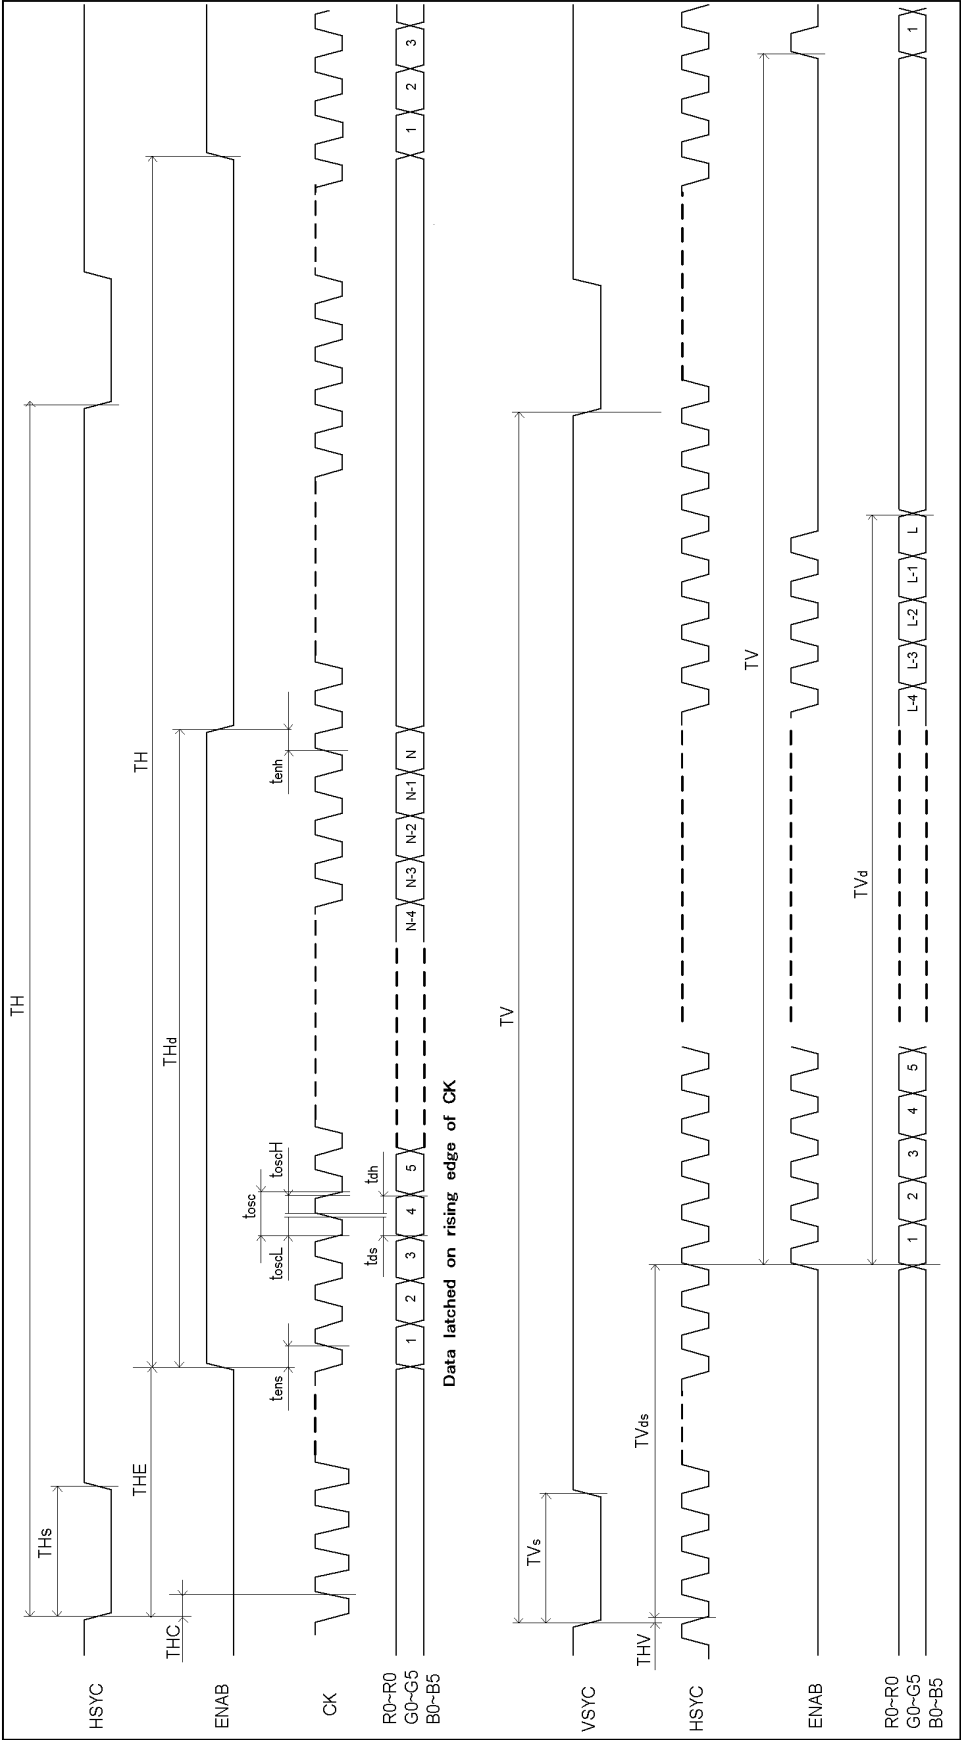 TH
HSYC
THs
THE
TH
THC
THd
ENAB
tosc
tens
toscL
toscH
tenh
CK
tds
tdh
R0~R0
G0~G5
B0~B5
1
2
3
4
5
N-4
N-3
N-2
N-1
N
1
2
3
Data latched on rising edge of CK
TV
TVs
VSYC
THV
TVds
HSYC
TV
ENAB
TVd
R0~R0
G0~G5
B0~B5
1
2
3
4
5
L-4
L-3
L-2
L-1
L
1